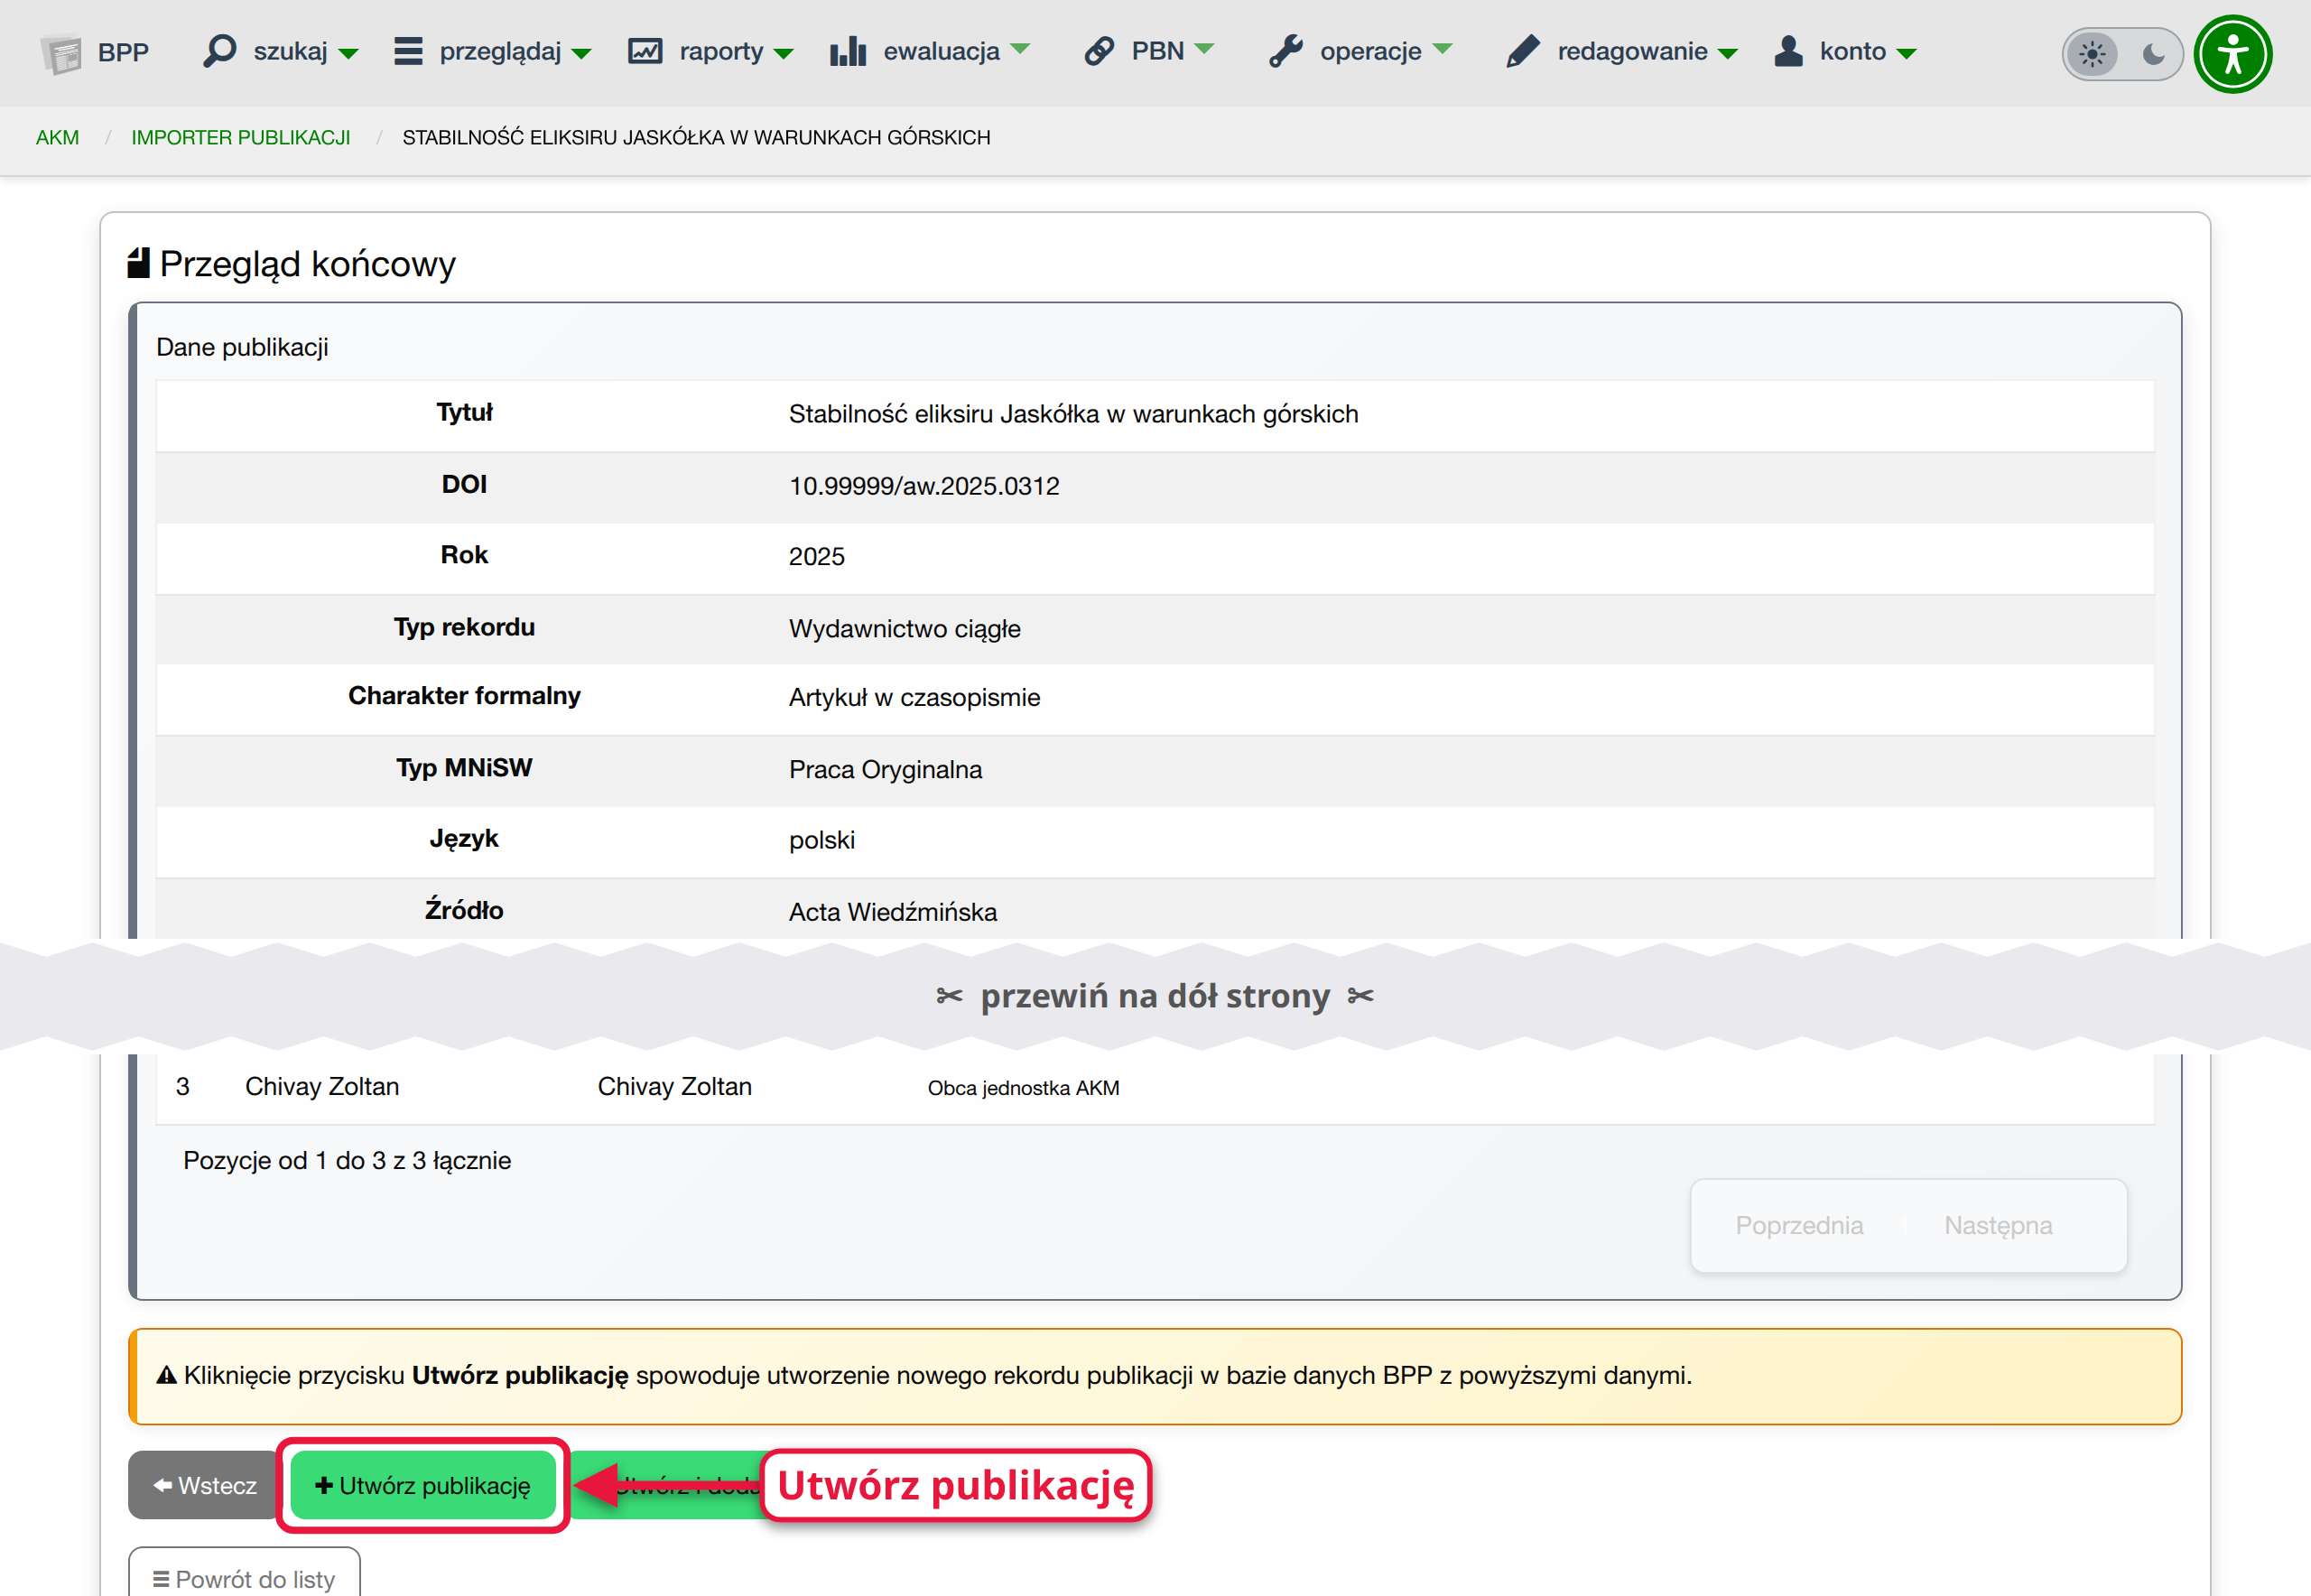 BPP szukaj przeglądaj raporty ewaluacja PBN operacje redagowanie konto
AKM / IMPORTER PUBLIKACJI / STABILNOŚĆ ELIKSIRU JASKÓŁKA W WARUNKACH GÓRSKICH
Przegląd końcowy
Dane publikacji
Tytuł Stabilność eliksiru Jaskółka w warunkach górskich
DOI 10.99999/aw.2025.0312
Rok 2025
Typ rekordu Wydawnictwo ciągłe
Charakter formalny Artykuł w czasopismie
Typ MNiSW Praca Oryginalna
Język polski
Źródło Acta Wiedźmińska
✂ przewiń na dół strony ✂
3 Chivay Zoltan Chivay Zoltan Obca jednostka AKM
Pozycje od 1 do 3 z 3 łącznie
Poprzednia Następna
Kliknięcie przycisku Utwórz publikację spowoduje utworzenie nowego rekordu publikacji w bazie danych BPP z powyższymi danymi.
Wstecz Utwórz publikację Utwórz publikację
Powrót do listy